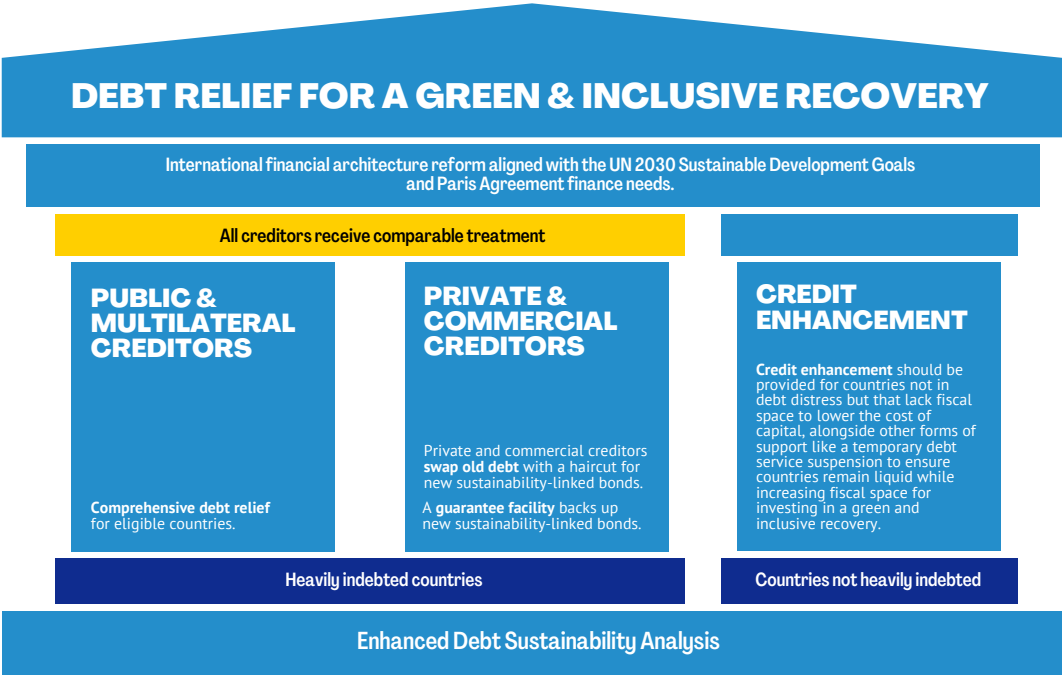 DEBT RELIEF FOR A GREEN & INCLUSIVE RECOVERY
International financial architecture reform aligned with the UN 2030 Sustainable Development Goals
and Paris Agreement finance needs.
All creditors receive comparable treatment
PUBLIC &
MULTILATERAL
CREDITORS
Comprehensive debt relief
for eligible countries.
PRIVATE &
COMMERCIAL
CREDITORS
Private and commercial creditors
swap old debt with a haircut for
new sustainability-linked bonds.
A guarantee facility backs up
new sustainability-linked bonds.
CREDIT
ENHANCEMENT
Credit enhancement should be
provided for countries not in
debt distress but that lack fiscal
space to lower the cost of
capital, alongside other forms of
support like a temporary debt
service suspension to ensure
countries remain liquid while
increasing fiscal space for
investing in a green and
inclusive recovery.
Heavily indebted countries
Countries not heavily indebted
Enhanced Debt Sustainability Analysis